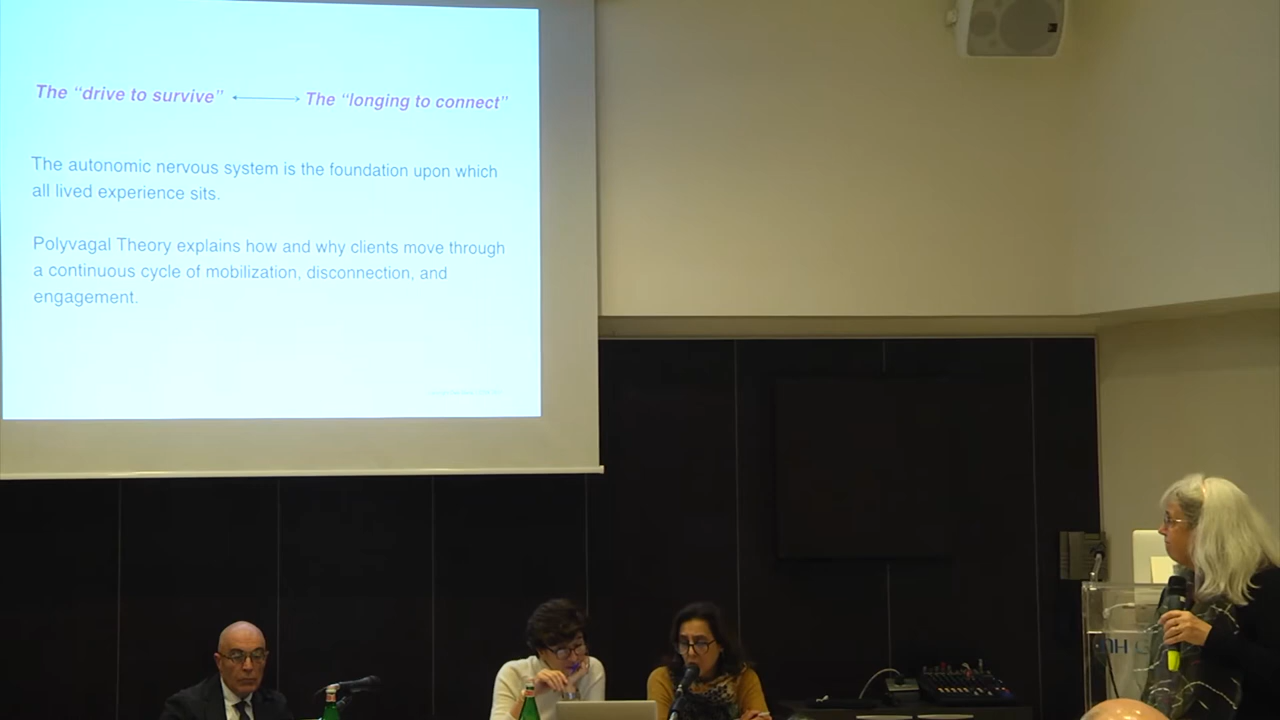 The “drive to survive” The “longing to connect”
The autonomic nervous system is the foundation upon which
all lived experience sits.
Polyvagal Theory explains how and why clients move through
a continuous cycle of mobilization, disconnection, and
engagement.
NH